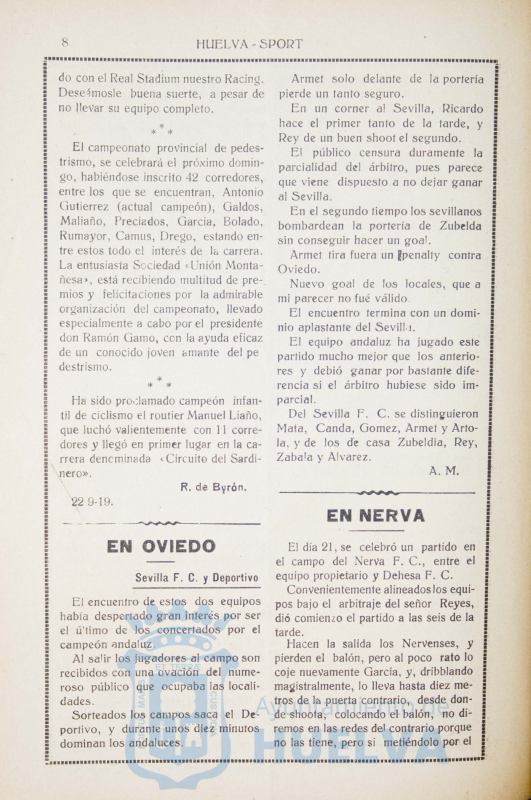 8
HUELVA - SPORT
do con el Real Stadium nuestro Racing.
Deseémosle buena suerte, a pesar de
no llevar su equipo completo.
* * *
El campeonato provincial de pedes-
trismo, se celebrará el próximo domin-
go, habiéndose inscrito 42 corredores,
entre los que se encuentran, Antonio
Gutierrez (actual campeón), Galdos,
Maliaño, Preciados, García, Bolado,
Rumayor, Camus, Drego, estando en-
tre estos todo el interés de la carrera.
La entusiasta Sociedad «Unión Monta-
ñesa», está recibiendo multitud de pre-
mios y felicitaciones por la admirable
organización del campeonato, llevado
especialmente a cabo por el presidente
don Ramón Gamo, con la ayuda eficaz
de un conocido joven amante del pe
destrismo.
* * *
Ha sido proclamado campeón infan-
til de ciclismo el routier Manuel Liaño,
que luchó valientemente con 11 corre-
dores y llegó en primer lugar en la ca-
rrera denominada «Circuito del Sardi-
nero».
R. de Byrón.
22 9-19.
EN OVIEDO
Sevilla F. C. y Deportivo
El encuentro de estos dos equipos
había despertado gran interés por ser
el último de los concertados por el
campeón andaluz.
Al salir los jugadores al campo son
recibidos con una ovación del nume-
roso público que ocupaba las locali-
dades.
Sorteados los campos saca el De-
portivo, y durante unos diez minutos
dominan los andaluces.
Armet solo delante de la portería
pierde un tanto seguro.
En un corner al Sevilla, Ricardo
hace el primer tanto de la tarde, y
Rey de un buen shoot el segundo.
El público censura duramente la
parcialidad del árbitro, pues parece
que viene dispuesto a no dejar ganar
al Sevilla.
En el segundo tiempo los sevillanos
bombardean la portería de Zubelda
sin conseguir hacer un goal.
Armet tira fuera un penalty contra
Oviedo.
Nuevo goal de los locales, que a
mi parecer no fué válido.
El encuentro termina con un domi-
nio aplastante del Sevilla.
El equipo andaluz ha jugado este
partido mucho mejor que los anterio-
res y debió ganar por bastante dife-
rencia si el árbitro hubiese sido im-
parcial.
Del Sevilla F. C. se distinguieron
Mata, Canda, Gomez, Armet y Arto-
la, y de los de casa Zubeldia, Rey,
Zabala y Alvarez.
A. M.
EN NERVA
El día 21, se celebró un partido en
el campo del Nerva F. C., entre el
equipo propietario y Dehesa F. C.
Convenientemente alineados los equi-
pos bajo el arbitraje del señor Reyes,
dió comienzo el partido a las seis de la
tarde.
Hacen la salida los Nervenses, y
pierden el balón, pero al poco rato lo
coje nuevamente García, y, dribblando
magistralmente, lo lleva hasta diez me-
tros de la puerta contrario, desde don-
de shoota, colocando el balón, no di-
remos en las redes del contrario porque
no las tiene, pero si metiéndolo por el
Ayuntamiento de
HUELVA